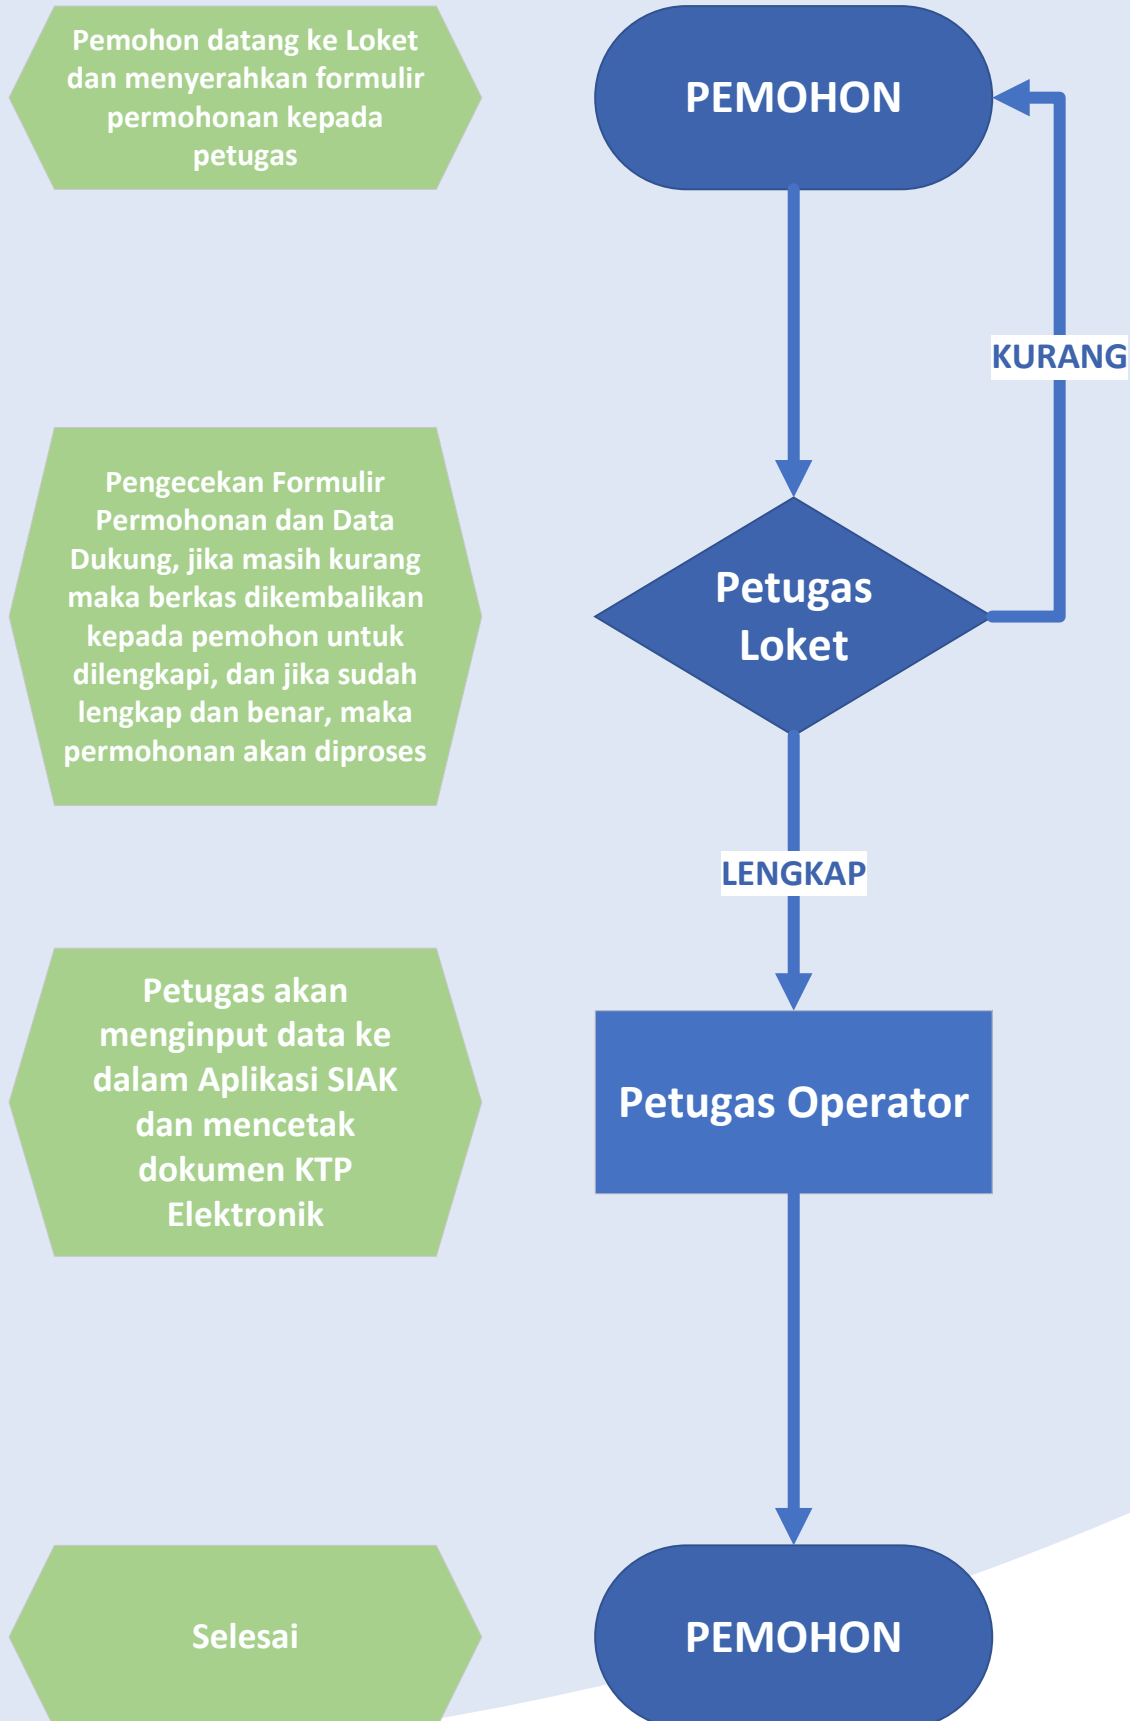 Pemohon datang ke Loket
dan menyerahkan formulir
permohonan kepada
petugas
PEMOHON
KURANG
Pengecekan Formulir
Permohonan dan Data
Dukung, jika masih kurang
maka berkas dikembalikan
kepada pemohon untuk
dilengkapi, dan jika sudah
lengkap dan benar, maka
permohonan akan diproses
Petugas
Loket
LENGKAP
Petugas akan
menginput data ke
dalam Aplikasi SIAK
dan mencetak
dokumen KTP
Elektronik
Petugas Operator
Selesai
PEMOHON